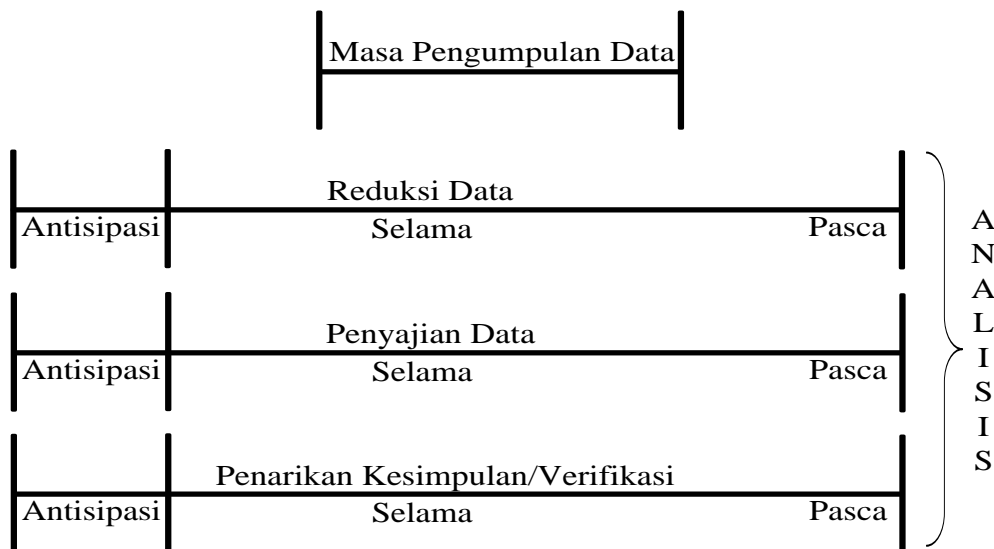 Masa Pengumpulan Data
Reduksi Data
Antisipasi Selama Pasca
Penyajian Data
Antisipasi Selama Pasca
Penarikan Kesimpulan/Verifikasi
Antisipasi Selama Pasca
A
N
A
L
I
S
I
S